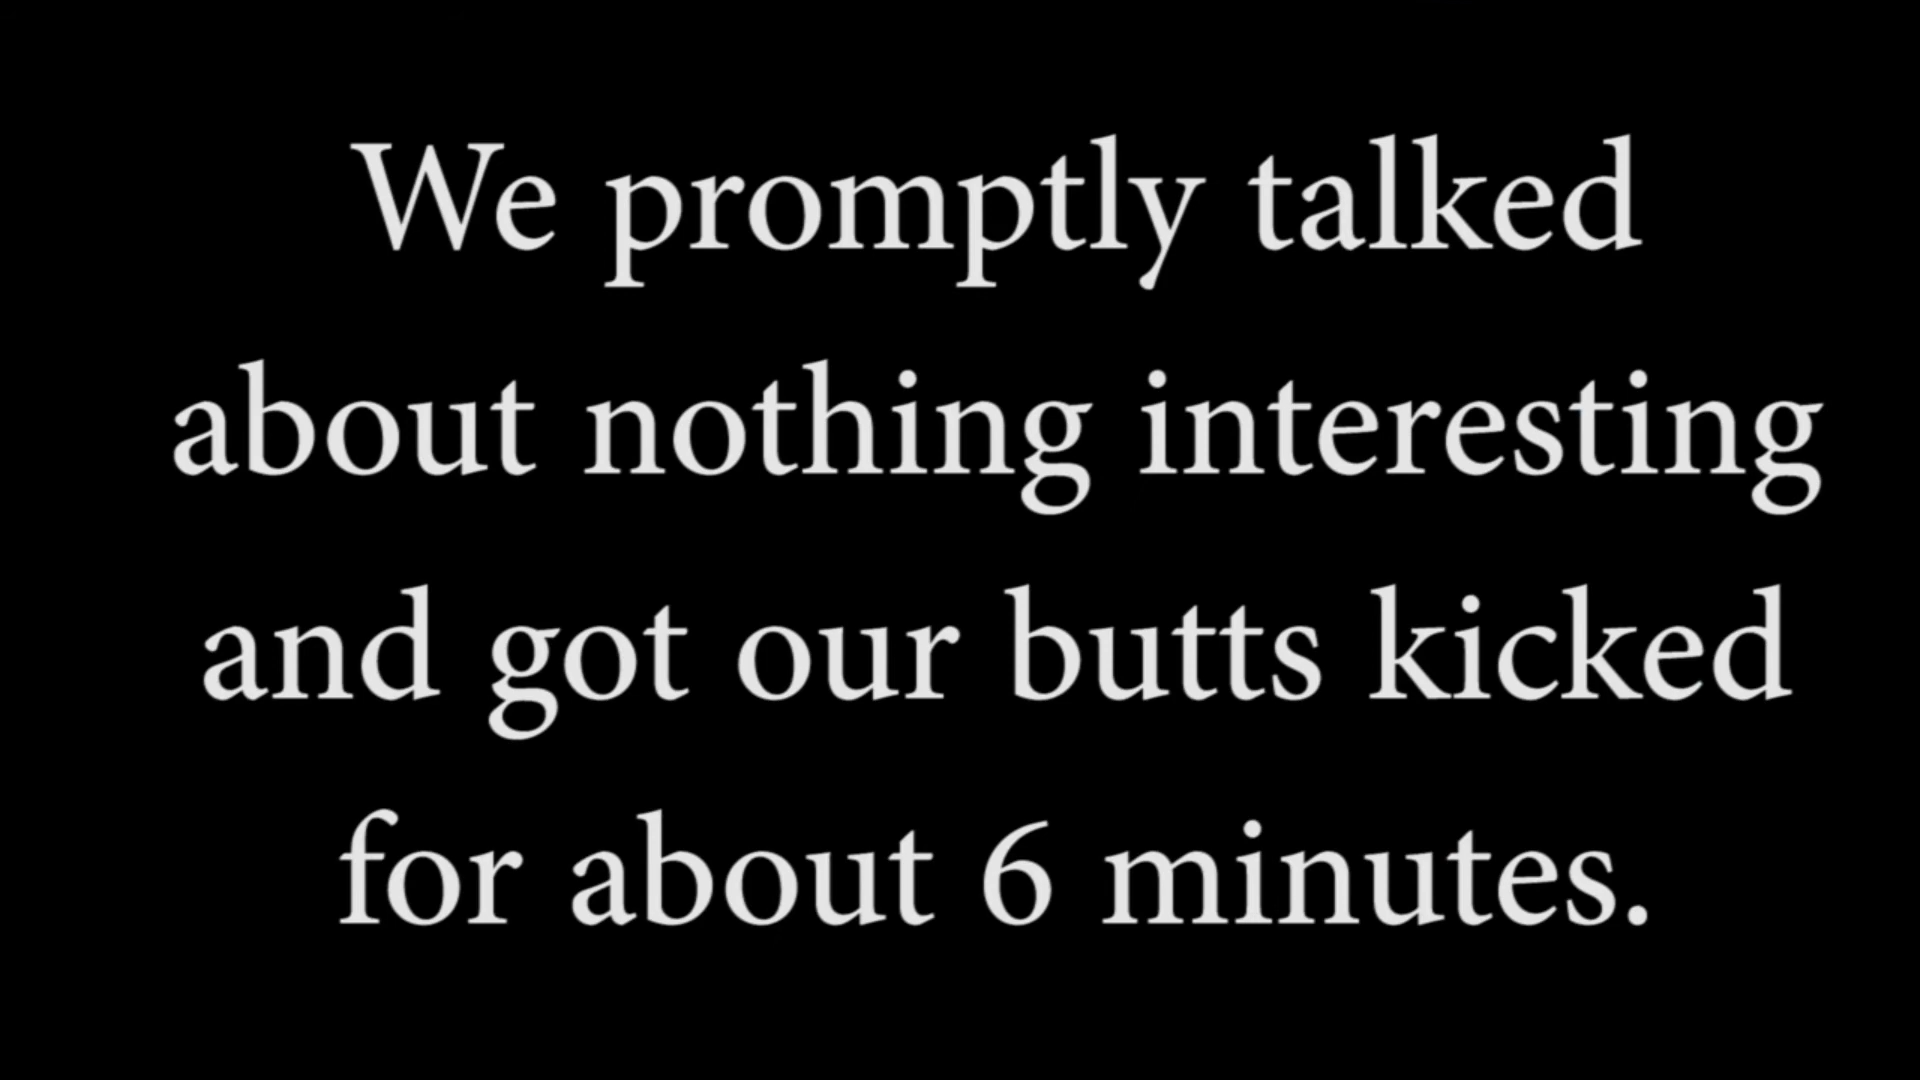 We promptly talked
about nothing interesting
and got our butts kicked
for about 6 minutes.